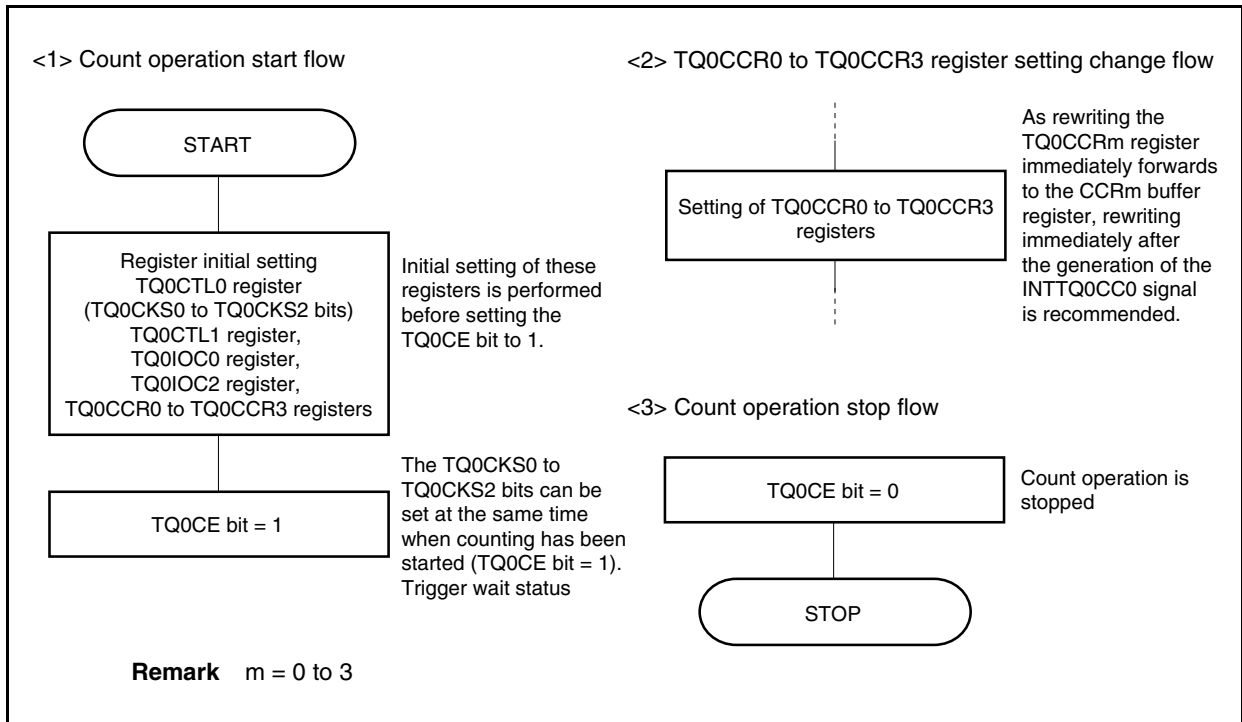 <1> Count operation start flow
START
Register initial setting
TQ0CTL0 register
(TQ0CKS0 to TQ0CKS2 bits)
TQ0CTL1 register,
TQ0IOC0 register,
TQ0IOC2 register,
TQ0CCR0 to TQ0CCR3 registers
Initial setting of these
registers is performed
before setting the
TQ0CE bit to 1.
TQ0CE bit = 1
The TQ0CKS0 to
TQ0CKS2 bits can be
set at the same time
when counting has been
started (TQ0CE bit = 1).
Trigger wait status
<2> TQ0CCR0 to TQ0CCR3 register setting change flow
Setting of TQ0CCR0 to TQ0CCR3
registers
As rewriting the
TQ0CCRm register
immediately forwards
to the CCRm buffer
register, rewriting
immediately after
the generation of the
INTTQ0CC0 signal
is recommended.
<3> Count operation stop flow
TQ0CE bit = 0
Count operation is
stopped
STOP
Remark m = 0 to 3